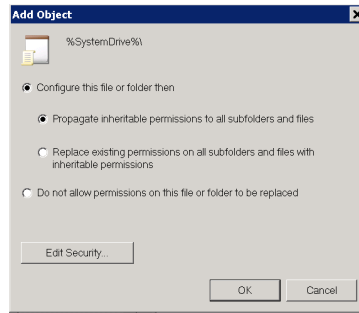 Add Object
%SystemDrive%\
Configure this file or folder then
Propagate inheritable permissions to all subfolders and files
Replace existing permissions on all subfolders and files with
inheritable permissions
Do not allow permissions on this file or folder to be replaced
Edit Security...
OK Cancel